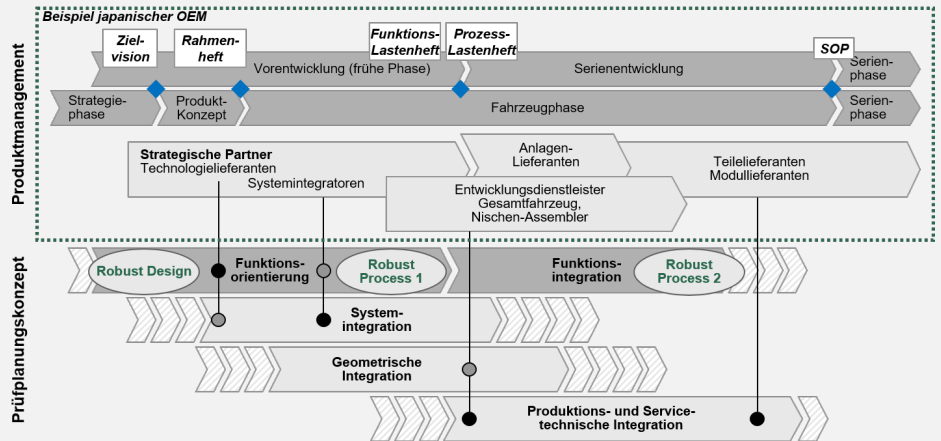 Beispiel japanischer OEM
Produktmanagement
Ziel-
vision
Rahmen-
heft
Funktions-
Lastenheft
Prozess-
Lastenheft
SOP
Vorentwicklung (frühe Phase)
Serienentwicklung
Serien-
phase
Strategie-
phase
Produkt-
Konzept
Fahrzeugphase
Serien-
phase
Strategische Partner
Technologielieferanten
Systemintegratoren
Anlagen-
Lieferanten
Teilelieferanten
Modullieferanten
Entwicklungsdienstleister
Gesamtfahrzeug,
Nischen-Assembler
Prüfplanungskonzept
Robust Design
Funktions-
orientierung
Robust
Process 1
Funktions-
integration
Robust
Process 2
System-
integration
Geometrische
Integration
Produktions- und Service-
technische Integration